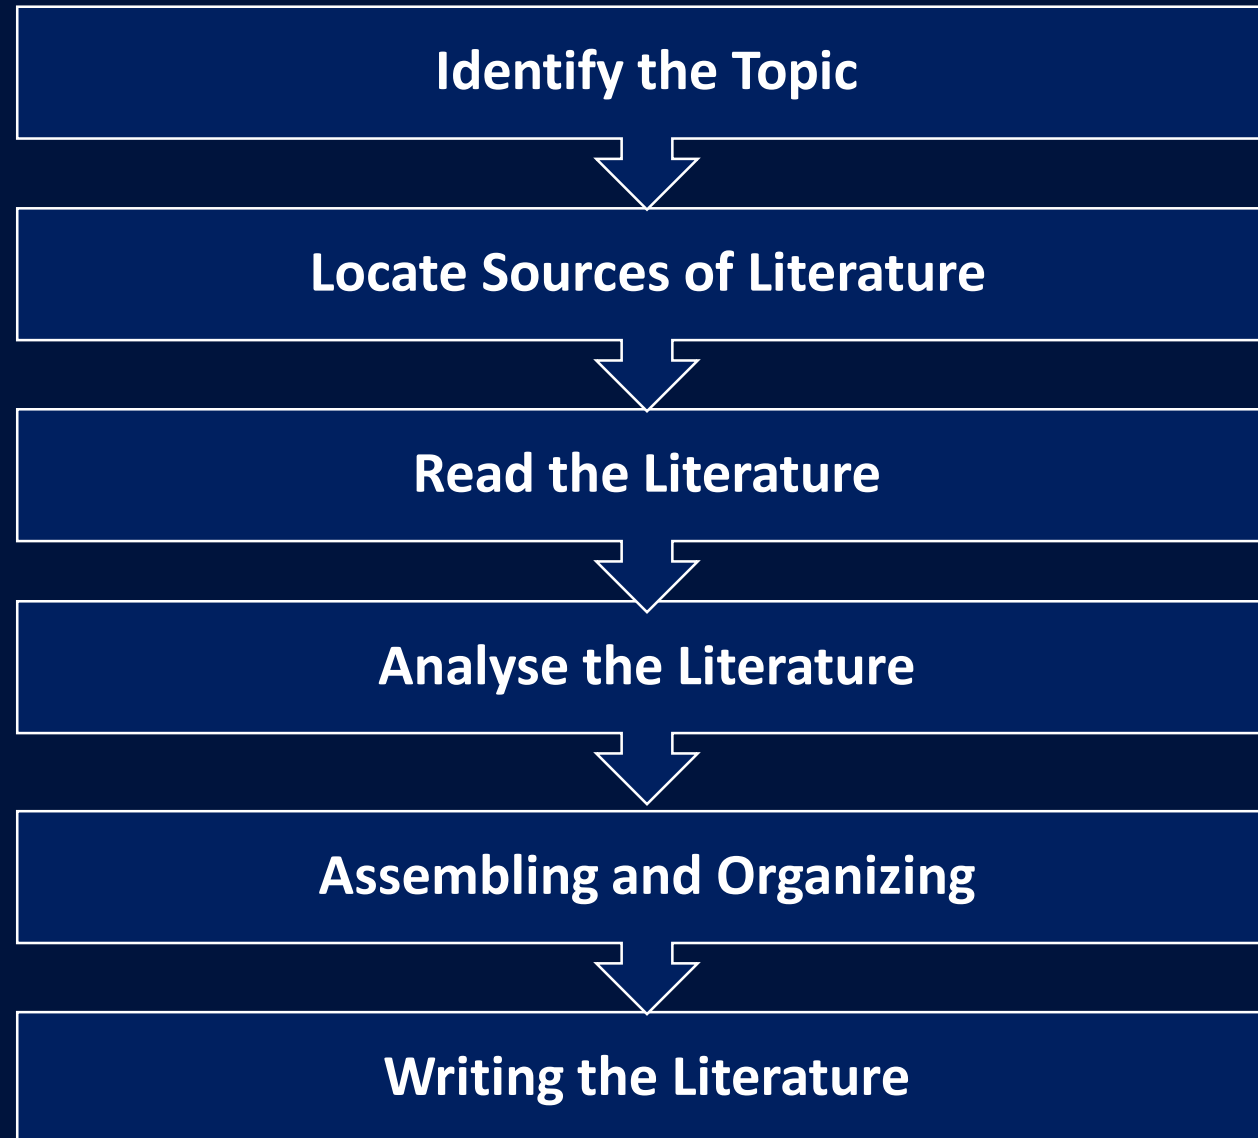 Identify the Topic
Locate Sources of Literature
Read the Literature
Analyse the Literature
Assembling and Organizing
Writing the Literature